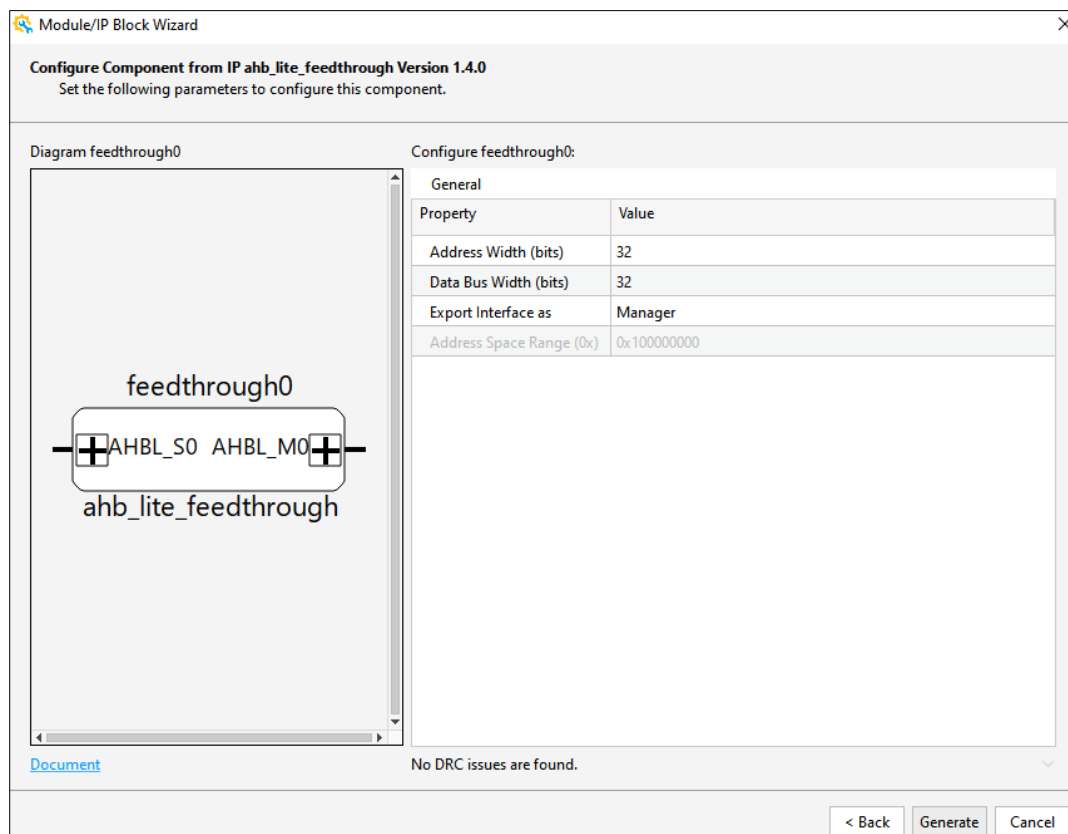 Module/IP Block Wizard
Configure Component from IP ahb_lite_feedthrough Version 1.4.0
Set the following parameters to configure this component.
Diagram feedthrough0
Configure feedthrough0:
General
Property Value
Address Width (bits) 32
Data Bus Width (bits) 32
Export Interface as Manager
Address Space Range (0x) 0x100000000
feedthrough0
AHBL_S0 AHBL_M0
ahb_lite_feedthrough
Document
No DRC issues are found.
< Back Generate Cancel